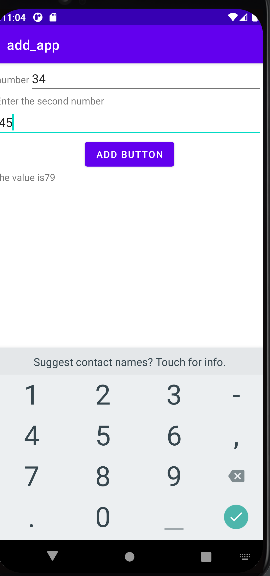 11:04
add_app
number 34
Enter the second number
45
ADD BUTTON
he value is79
Suggest contact names? Touch for info.
1 2 3 -
4 5 6 ,
7 8 9
. 0 _